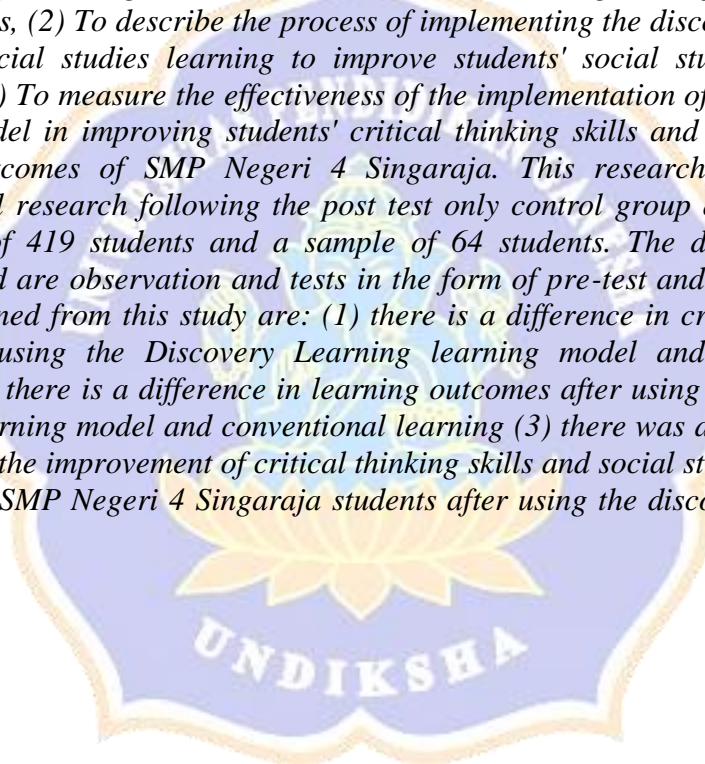 s, (2) To describe the process of implementing the disco
cial studies learning to improve students' social stu
) To measure the effectiveness of the implementation of
del in improving students' critical thinking skills and
tcomes of SMP Negeri 4 Singaraja. This research
l research following the post test only control group
of 419 students and a sample of 64 students. The d
d are observation and tests in the form of pre-test and
ned from this study are: (1) there is a difference in cr
using the Discovery Learning learning model and
there is a difference in learning outcomes after using
rning model and conventional learning (3) there was a
the improvement of critical thinking skills and social st
SMP Negeri 4 Singaraja students after using the disco
UNDIKSHA